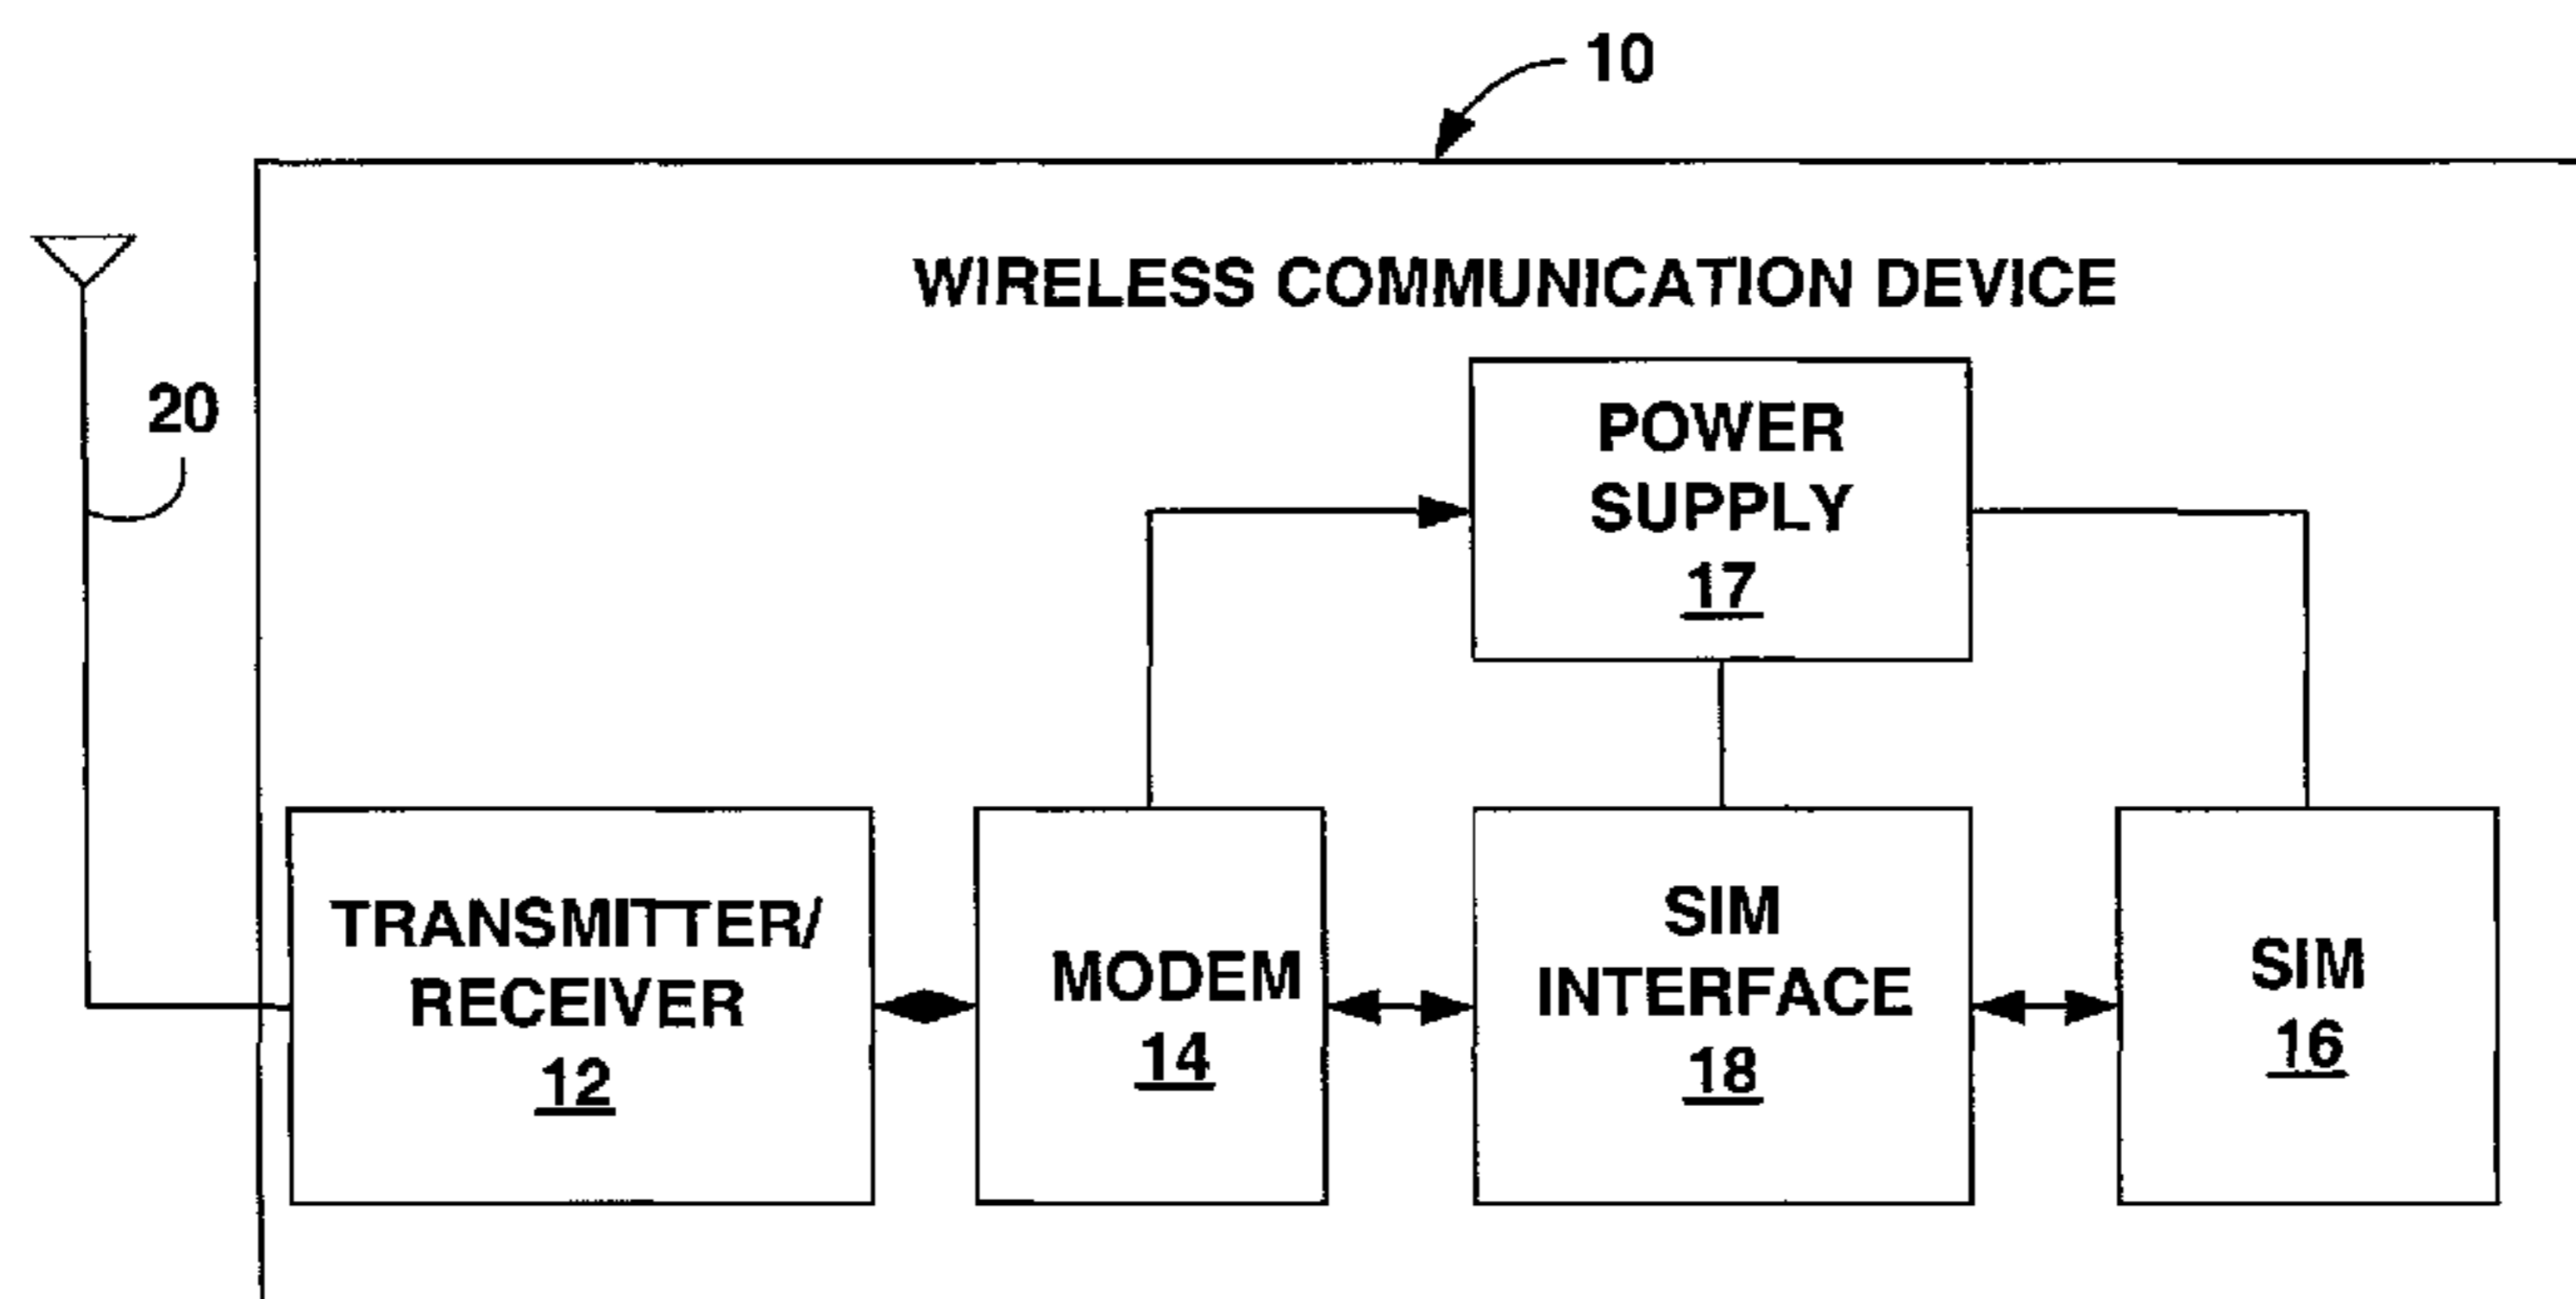 10
WIRELESS COMMUNICATION DEVICE
20
POWER
SUPPLY
17
TRANSMITTER/
RECEIVER
12
MODEM
14
SIM
INTERFACE
18
SIM
16